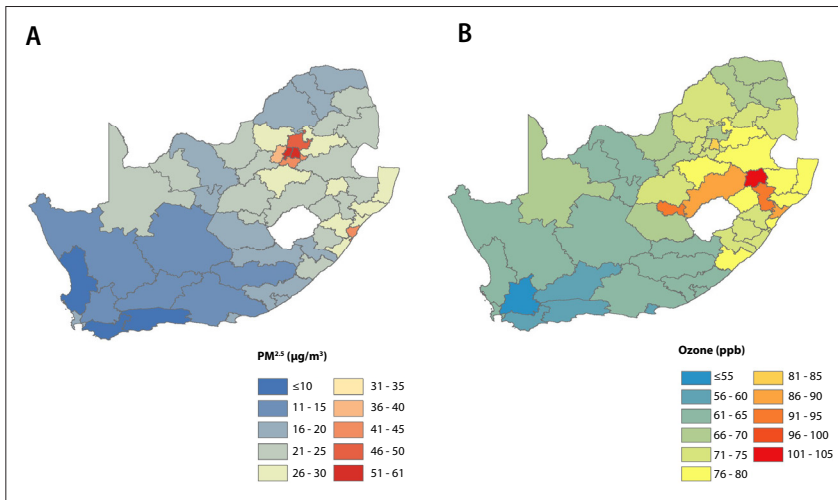 A
B
PM2.5 (µg/m³)
≤10
11 - 15
16 - 20
21 - 25
26 - 30
31 - 35
36 - 40
41 - 45
46 - 50
51 - 61
Ozone (ppb)
≤55
56 - 60
61 - 65
66 - 70
71 - 75
76 - 80
81 - 85
86 - 90
91 - 95
96 - 100
101 - 105